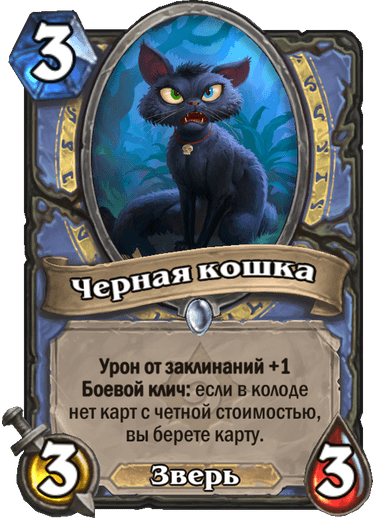 3
Черная кошка
Урон от заклинаний +1
Боевой клич: если в колоде
нет карт с четной стоимостью,
вы берете карту.
3
Зверь
3